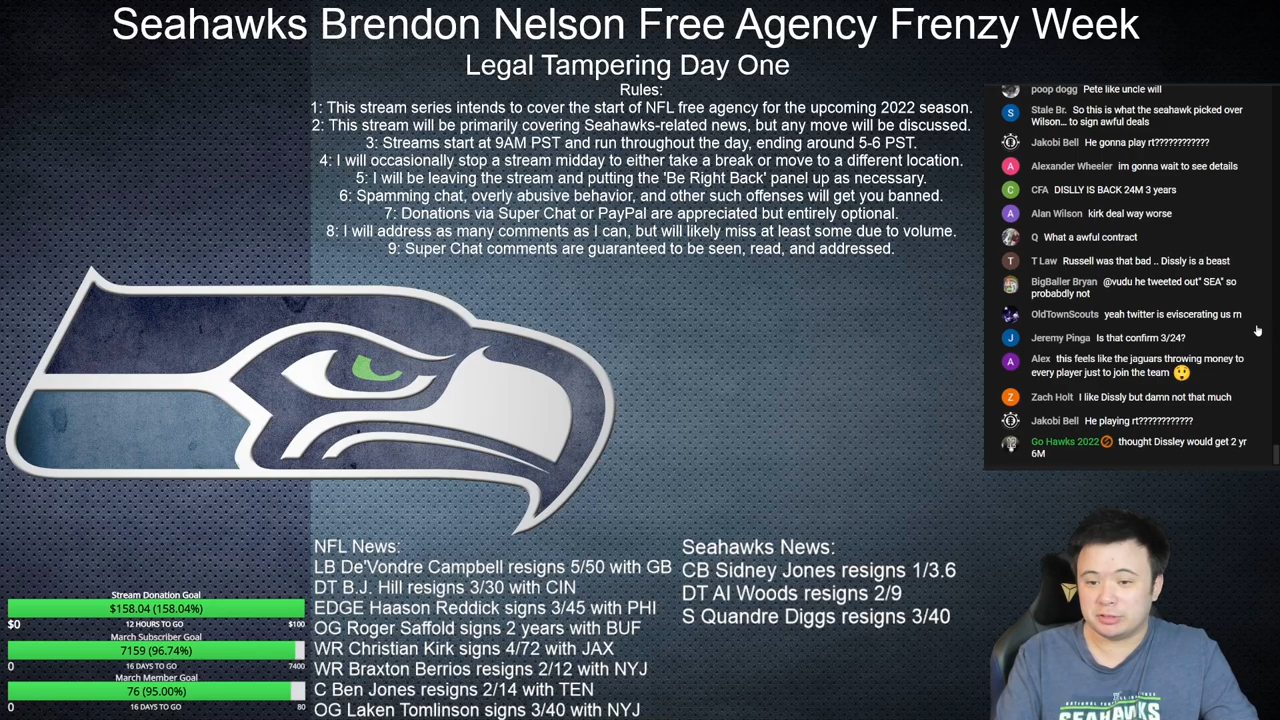 Seahawks Brendon Nelson Free Agency Frenzy Week
Legal Tampering Day One
Rules:
1: This stream series intends to cover the start of NFL free agency for the upcoming 2022 season.
2: This stream will be primarily covering Seahawks-related news, but any move will be discussed.
3: Streams start at 9AM PST and run throughout the day, ending around 5-6 PST.
4: I will occasionally stop a stream midday to either take a break or move to a different location.
5: I will be leaving the stream and putting the 'Be Right Back' panel up as necessary.
6: Spamming chat, overly abusive behavior, and other such offenses will get you banned.
7: Donations via Super Chat or PayPal are appreciated but entirely optional.
8: I will address as many comments as I can, but will likely miss at least some due to volume.
9: Super Chat comments are guaranteed to be seen, read, and addressed.
poop dogg Pete like uncle will
S
Stale Br. So this is what the seahawk picked over
Wilson... to sign awful deals
Jakobi Bell He gonna play rt????????????
A
Alexander Wheeler im gonna wait to see details
C
CFA DISLLY IS BACK 24M 3 years
A
Alan Wilson kirk deal way worse
Q What a awful contract
T
T Law Russell was that bad .. Dissly is a beast
BigBaller Bryan @vudu he tweeted out" SEA" so
probabdly not
OldTownScouts yeah twitter is eviscerating us rn
J
Jeremy Pinga Is that confirm 3/24?
A
Alex this feels like the jaguars throwing money to
every player just to join the team 😲
Z
Zach Holt I like Dissly but damn not that much
Jakobi Bell He playing rt????????????
Go Hawks 2022 thought Dissley would get 2 yr
6M
NFL News:
LB De'Vondre Campbell resigns 5/50 with GB
DT B.J. Hill resigns 3/30 with CIN
EDGE Haason Reddick signs 3/45 with PHI
OG Roger Saffold signs 2 years with BUF
WR Christian Kirk signs 4/72 with JAX
WR Braxton Berrios resigns 2/12 with NYJ
C Ben Jones resigns 2/14 with TEN
OG Laken Tomlinson signs 3/40 with NYJ
Seahawks News:
CB Sidney Jones resigns 1/3.6
DT Al Woods resigns 2/9
S Quandre Diggs resigns 3/40
Stream Donation Goal
$158.04 (158.04%)
$0 12 HOURS TO GO $100
March Subscriber Goal
7159 (96.74%)
0 16 DAYS TO GO 7400
March Member Goal
76 (95.00%)
0 16 DAYS TO GO 80
SEAHAWKS